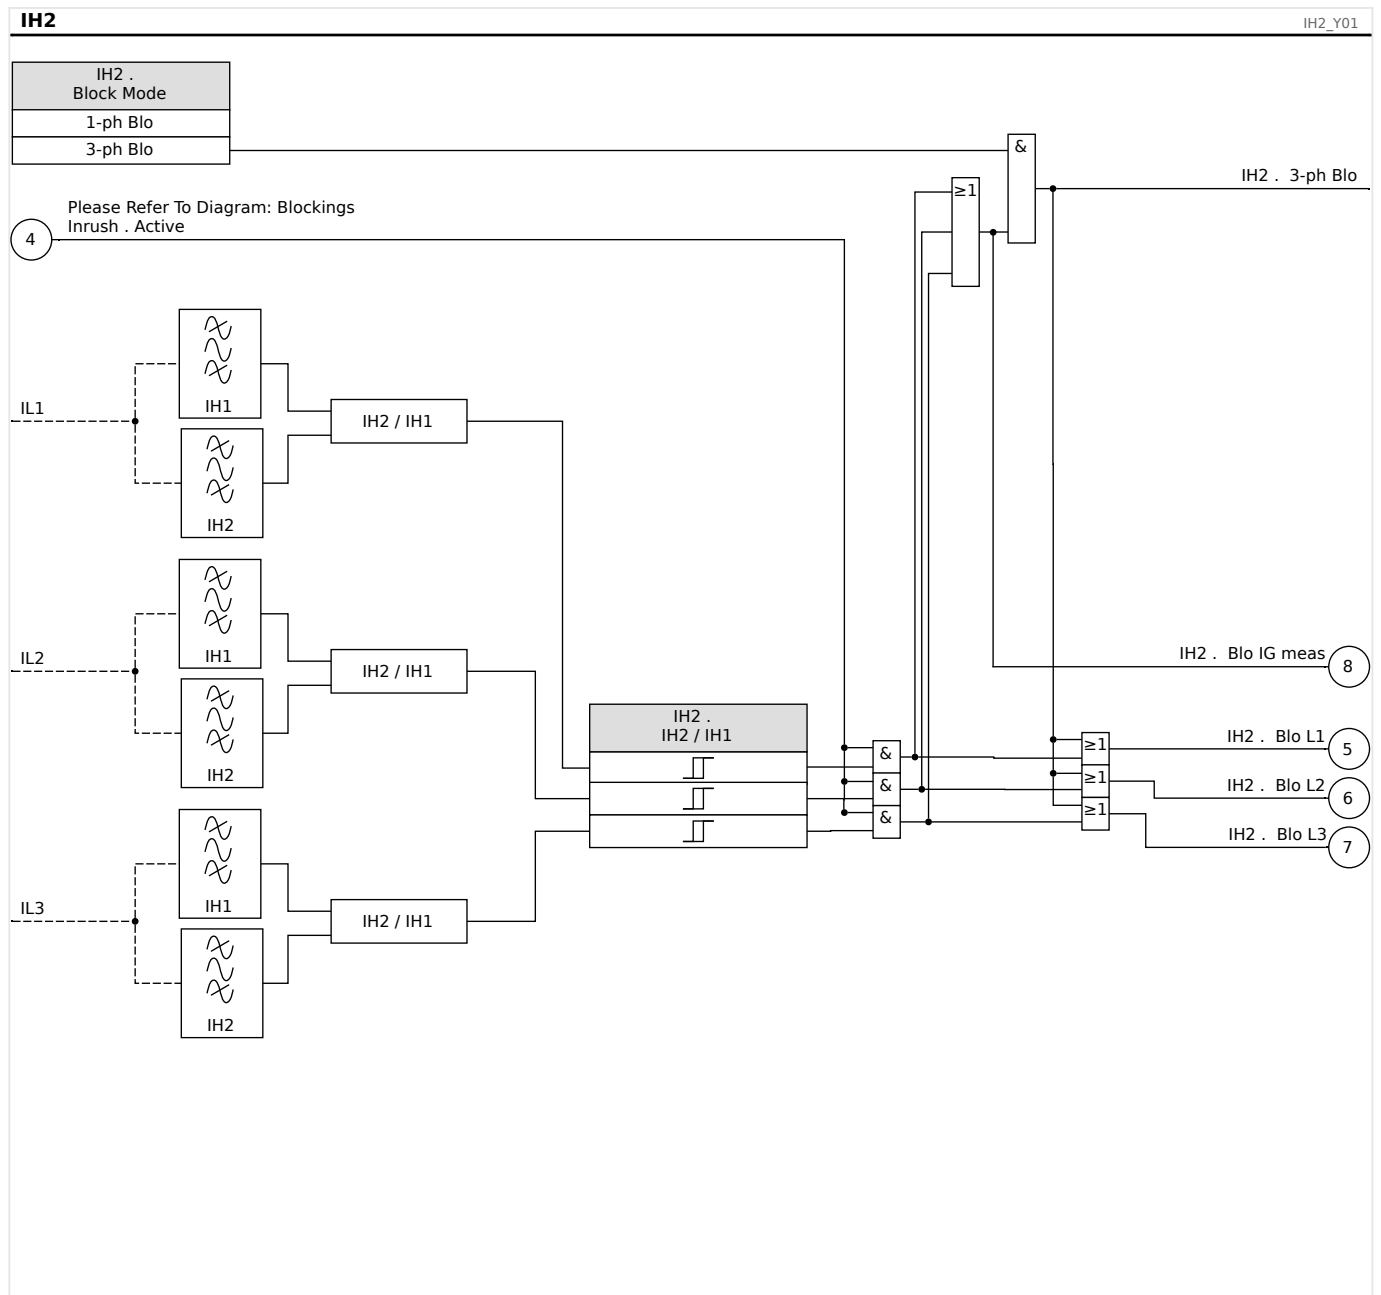 IH2
IH2_Y01
IH2 .
Block Mode
1-ph Blo
3-ph Blo
&
≥1
IH2 . 3-ph Blo
Please Refer To Diagram: Blockings
Inrush . Active
4
IH1
IL1
IH2 / IH1
IH2
IH1
IL2
IH2 / IH1
IH2
IH2 . Blo IG meas
8
IH2 .
IH2 / IH1
&
&
&
≥1
≥1
≥1
IH2 . Blo L1
5
IH2 . Blo L2
6
IH2 . Blo L3
7
IH1
IL3
IH2 / IH1
IH2